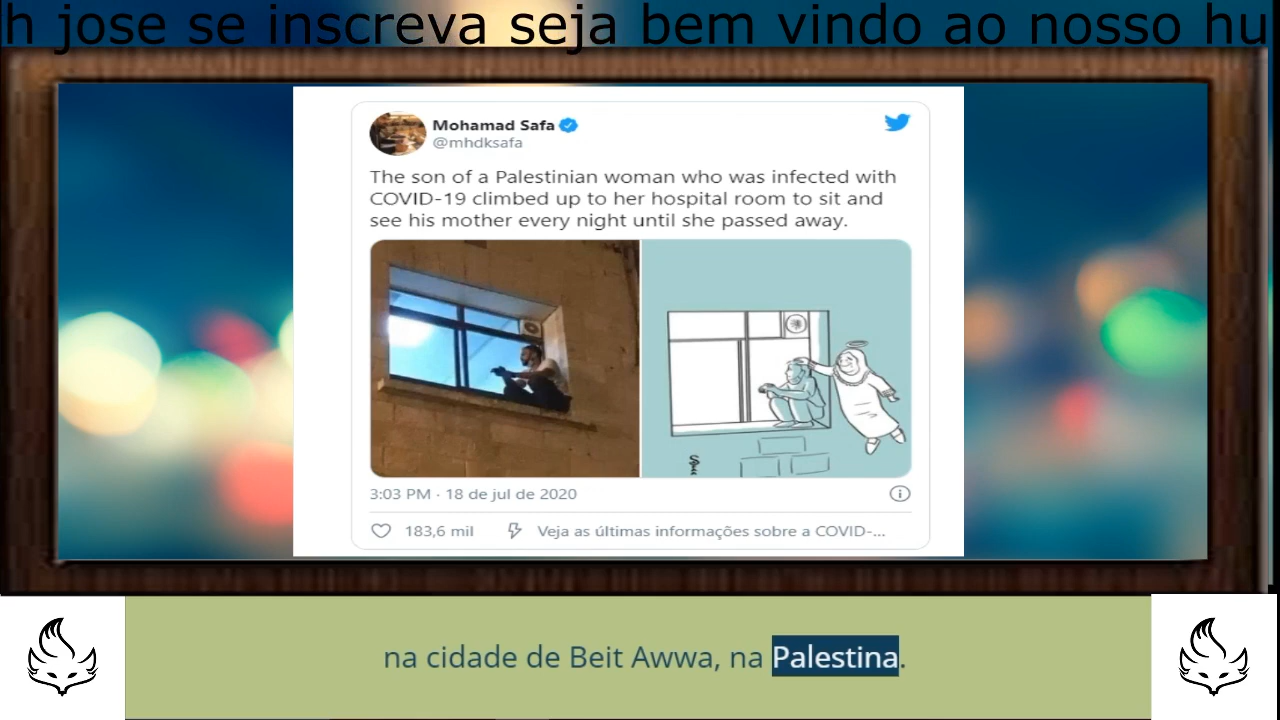 h jose se inscreva seja bem vindo ao nosso hu
Mohamad Safa
@mhdksafa
The son of a Palestinian woman who was infected with
COVID-19 climbed up to her hospital room to sit and
see his mother every night until she passed away.
3:03 PM · 18 de jul de 2020
183,6 mil
Veja as últimas informações sobre a COVID-...
na cidade de Beit Awwa, na Palestina.